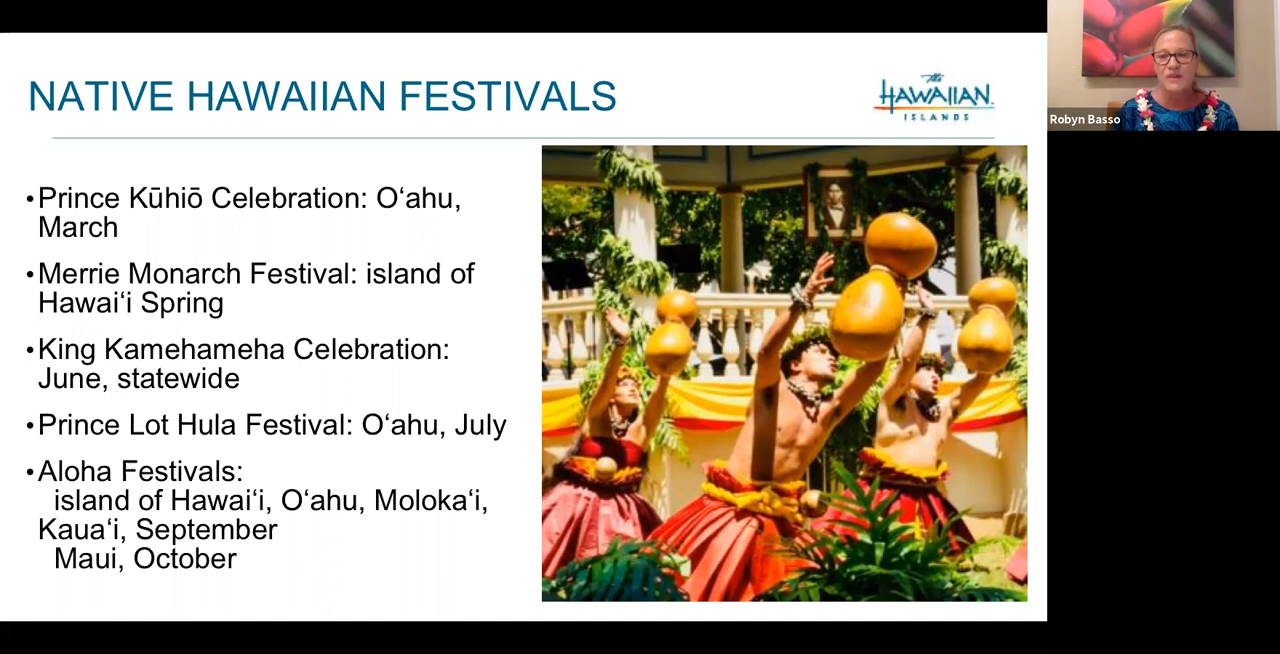 NATIVE HAWAIIAN FESTIVALS
The
HAWAIIAN
ISLANDS
Robyn Basso
•Prince Kūhiō Celebration: Oʻahu,
March
•Merrie Monarch Festival: island of
Hawaiʻi Spring
•King Kamehameha Celebration:
June, statewide
•Prince Lot Hula Festival: Oʻahu, July
•Aloha Festivals:
island of Hawaiʻi, Oʻahu, Molokaʻi,
Kauaʻi, September
Maui, October